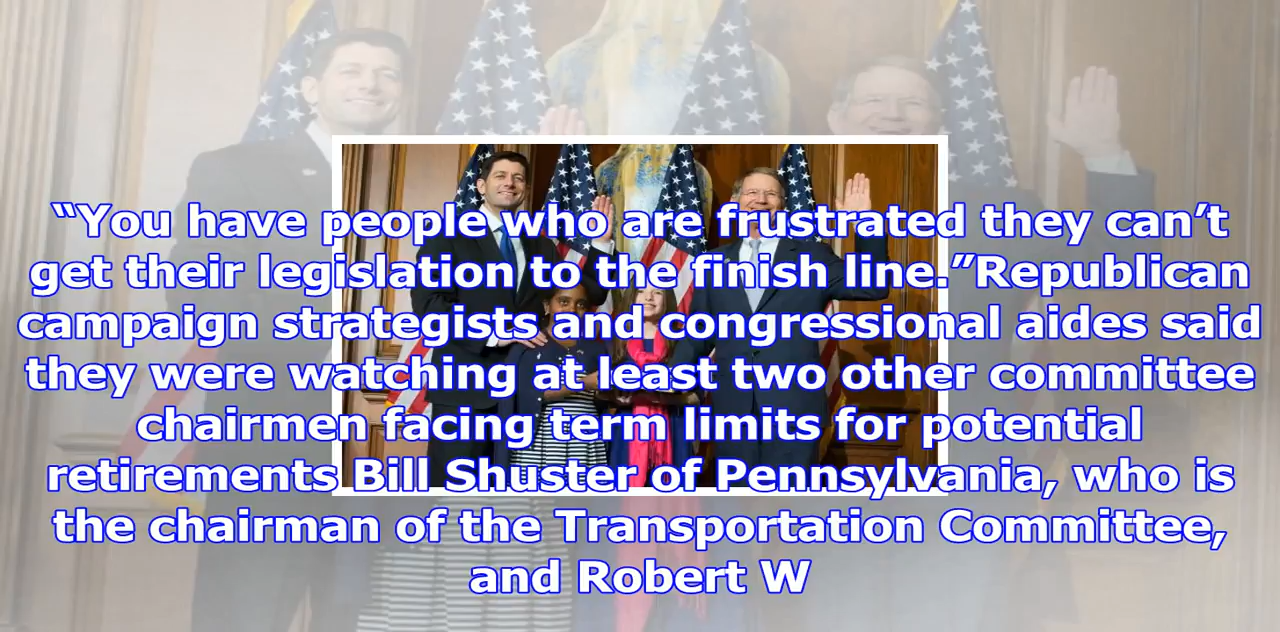 “You have people who are frustrated they can’t
get their legislation to the finish line.”Republican
campaign strategists and congressional aides said
they were watching at least two other committee
chairmen facing term limits for potential
retirements Bill Shuster of Pennsylvania, who is
the chairman of the Transportation Committee,
and Robert W